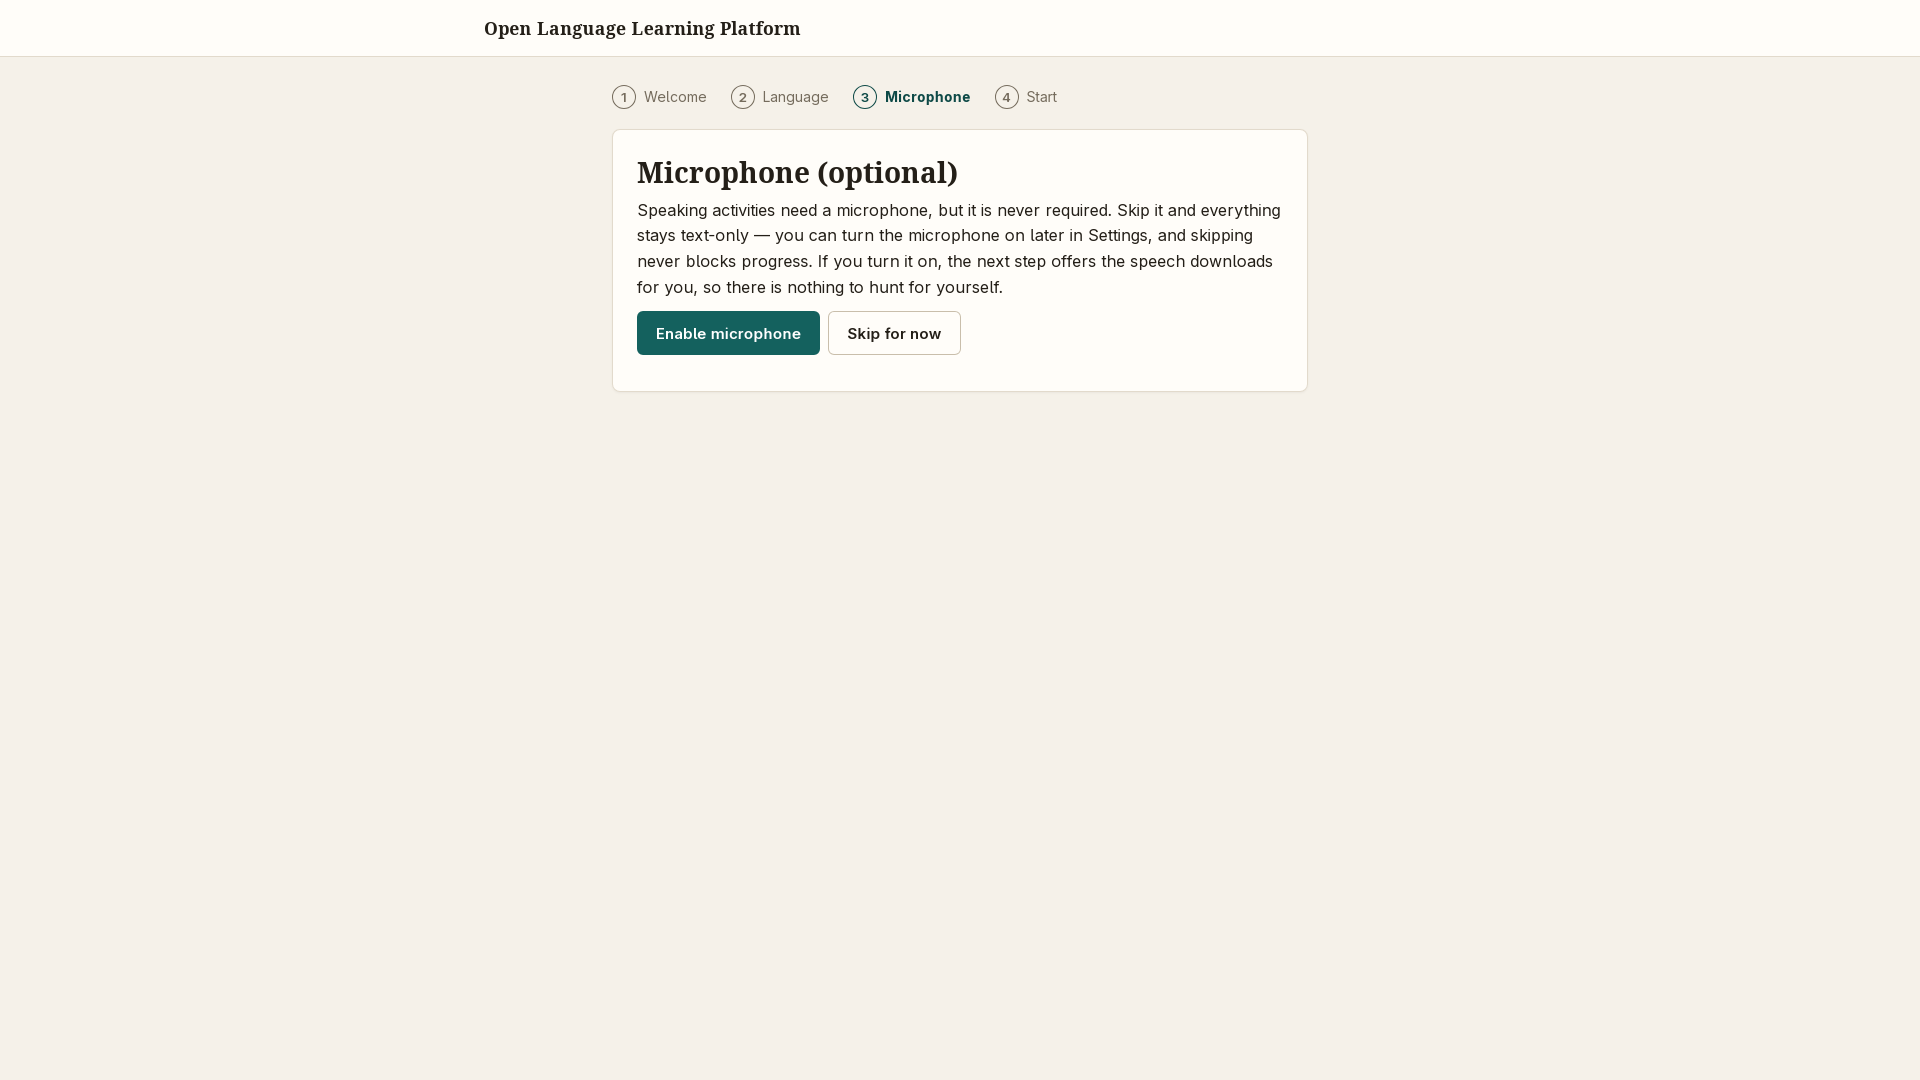 Open Language Learning Platform
1 Welcome 2 Language 3 Microphone 4 Start
Microphone (optional)
Speaking activities need a microphone, but it is never required. Skip it and everything
stays text-only — you can turn the microphone on later in Settings, and skipping
never blocks progress. If you turn it on, the next step offers the speech downloads
for you, so there is nothing to hunt for yourself.
Enable microphone Skip for now